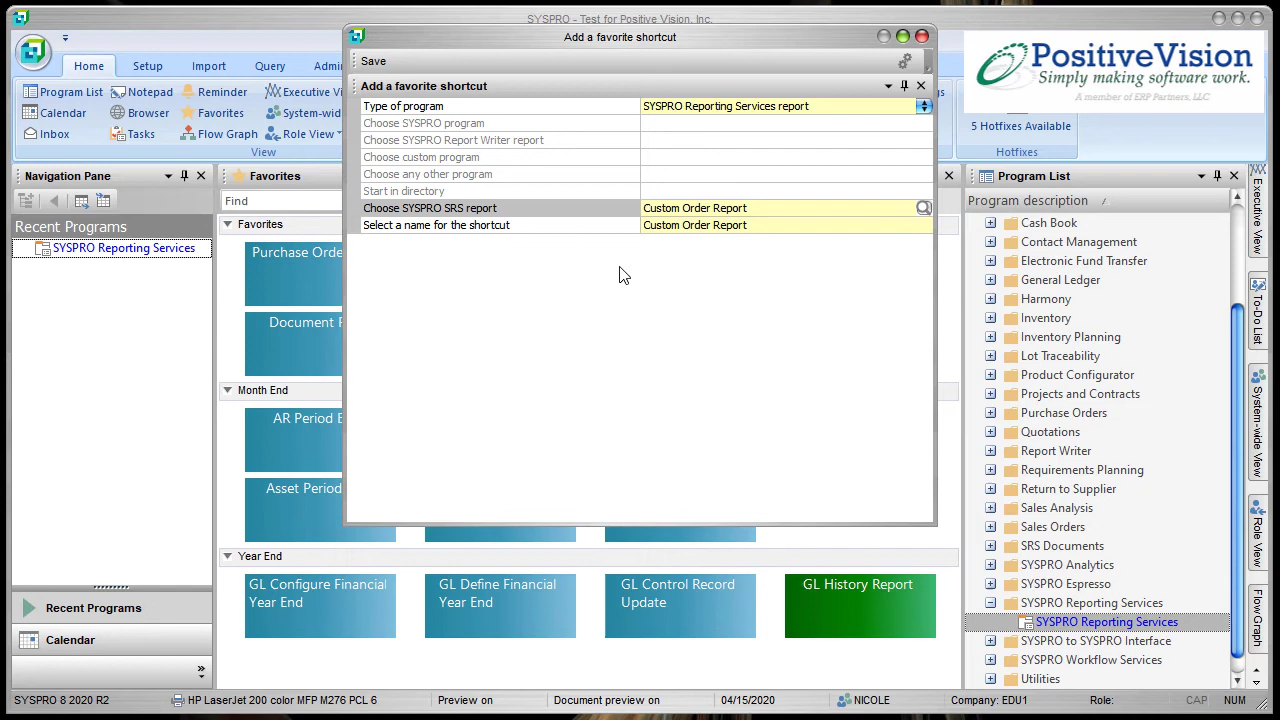 SYSPRO - Test for Positive Vision, Inc.
Add a favorite shortcut
PositiveVision
Simply making software work.
A member of ERP Partners, LLC
Home
Setup
Import
Query
Save
Program List
Notepad
Reminder
Calendar
Browser
Favorites
Inbox
Tasks
Flow Graph
Role View
View
5 Hotfixes Available
Hotfixes
Add a favorite shortcut
Type of program
SYSPRO Reporting Services report
Choose SYSPRO program
Choose SYSPRO Report Writer report
Choose custom program
Choose any other program
Start in directory
Choose SYSPRO SRS report
Custom Order Report
Select a name for the shortcut
Custom Order Report
Navigation Pane
Recent Programs
SYSPRO Reporting Services
Recent Programs
Calendar
Favorites
Find
Favorites
Month End
Year End
GL Configure Financial
Year End
GL Define Financial
Year End
GL Control Record
Update
GL History Report
Program List
Program description
Cash Book
Contact Management
Electronic Fund Transfer
General Ledger
Harmony
Inventory
Inventory Planning
Lot Traceability
Product Configurator
Projects and Contracts
Purchase Orders
Quotations
Report Writer
Requirements Planning
Return to Supplier
Sales Analysis
Sales Orders
SRS Documents
SYSPRO Analytics
SYSPRO Espresso
SYSPRO Reporting Services
SYSPRO Reporting Services
SYSPRO to SYSPRO Interface
SYSPRO Workflow Services
Utilities
Executive View
To-Do List
System-wide View
Role View
Flow Graph
SYSPRO 8 2020 R2
HP LaserJet 200 color MFP M276 PCL 6
Preview on
Document preview on
04/15/2020
NICOLE
Company: EDU1
Role:
CAP
NUM